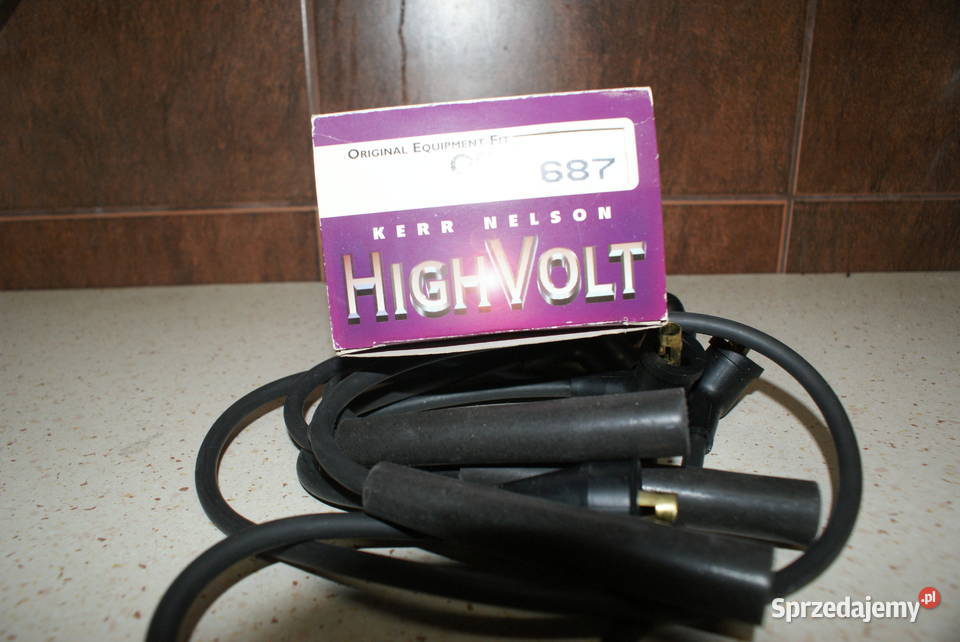 ORIGINAL EQUIPMENT FIT
687
KERR NELSON
HIGHVOLT
Sprzedajemy.pl